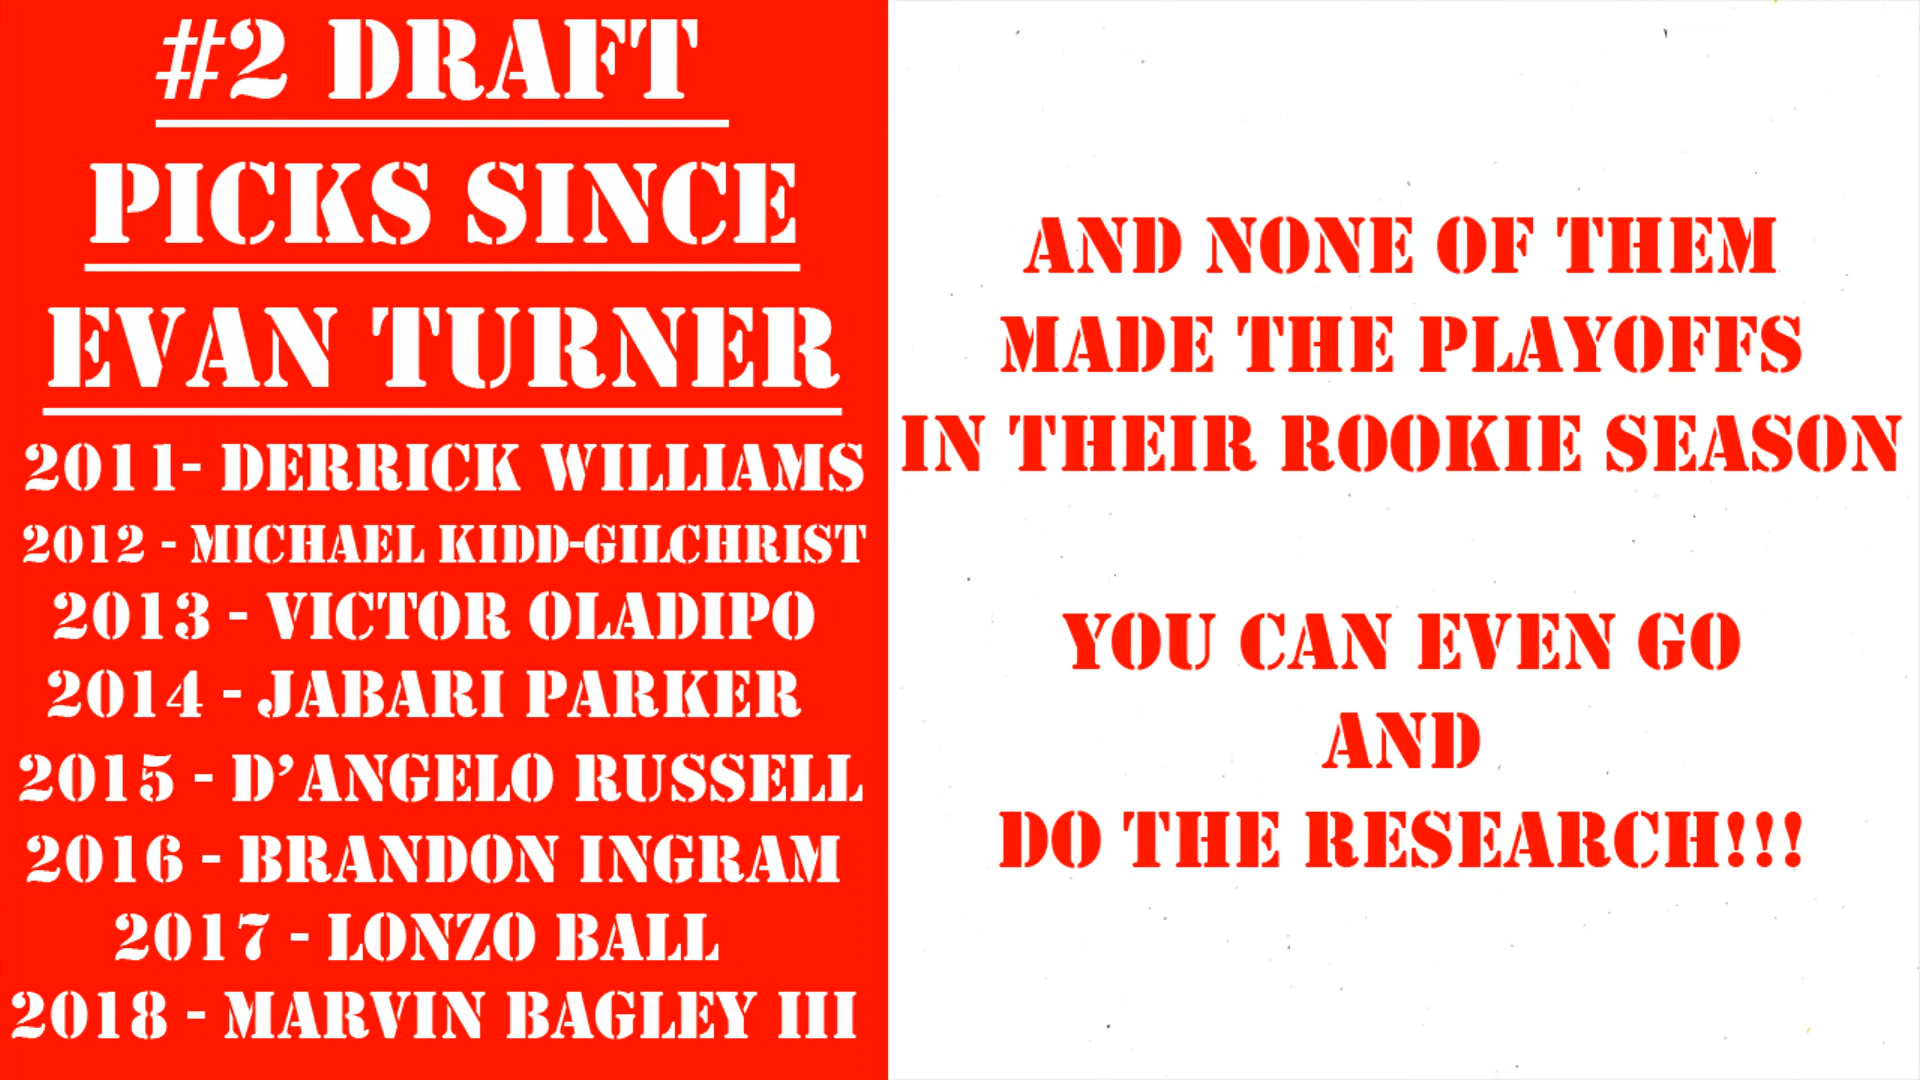 #2 DRAFT
PICKS SINCE
EVAN TURNER
2011- DERRICK WILLIAMS
2012 - MICHAEL KIDD-GILCHRIST
2013 - VICTOR OLADIPO
2014 - JABARI PARKER
2015 - D’ANGELO RUSSELL
2016 - BRANDON INGRAM
2017 - LONZO BALL
2018 - MARVIN BAGLEY III
AND NONE OF THEM
MADE THE PLAYOFFS
IN THEIR ROOKIE SEASON
YOU CAN EVEN GO
AND
DO THE RESEARCH!!!